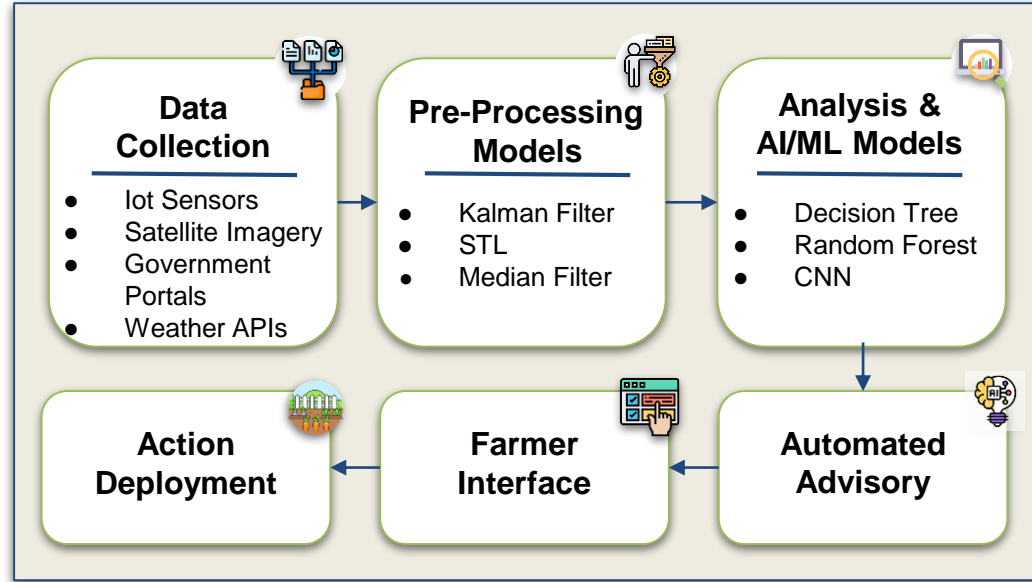 Data
Collection
● Iot Sensors
● Satellite Imagery
● Government
Portals
● Weather APIs
Pre-Processing
Models
● Kalman Filter
● STL
● Median Filter
Analysis &
AI/ML Models
● Decision Tree
● Random Forest
● CNN
Automated
Advisory
AI
Farmer
Interface
Action
Deployment